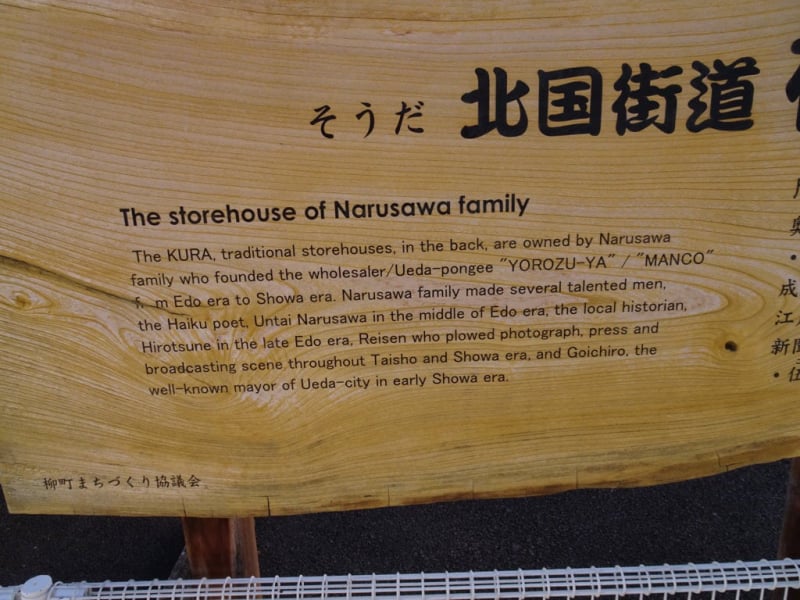 そうだ 北国街道
The storehouse of Narusawa family
The KURA, traditional storehouses, in the back, are owned by Narusawa
family who founded the wholesaler/Ueda-pongee "YOROZU-YA" / "MANCO"
f m Edo era to Showa era. Narusawa family made several talented men,
the Haiku poet, Untai Narusawa in the middle of Edo era, the local historian,
Hirotsune in the late Edo era, Reisen who plowed photograph, press and
broadcasting scene throughout Taisho and Showa era, and Goichiro, the
well-known mayor of Ueda-city in early Showa era.
成
江
新聞
柳町まちづくり協議会